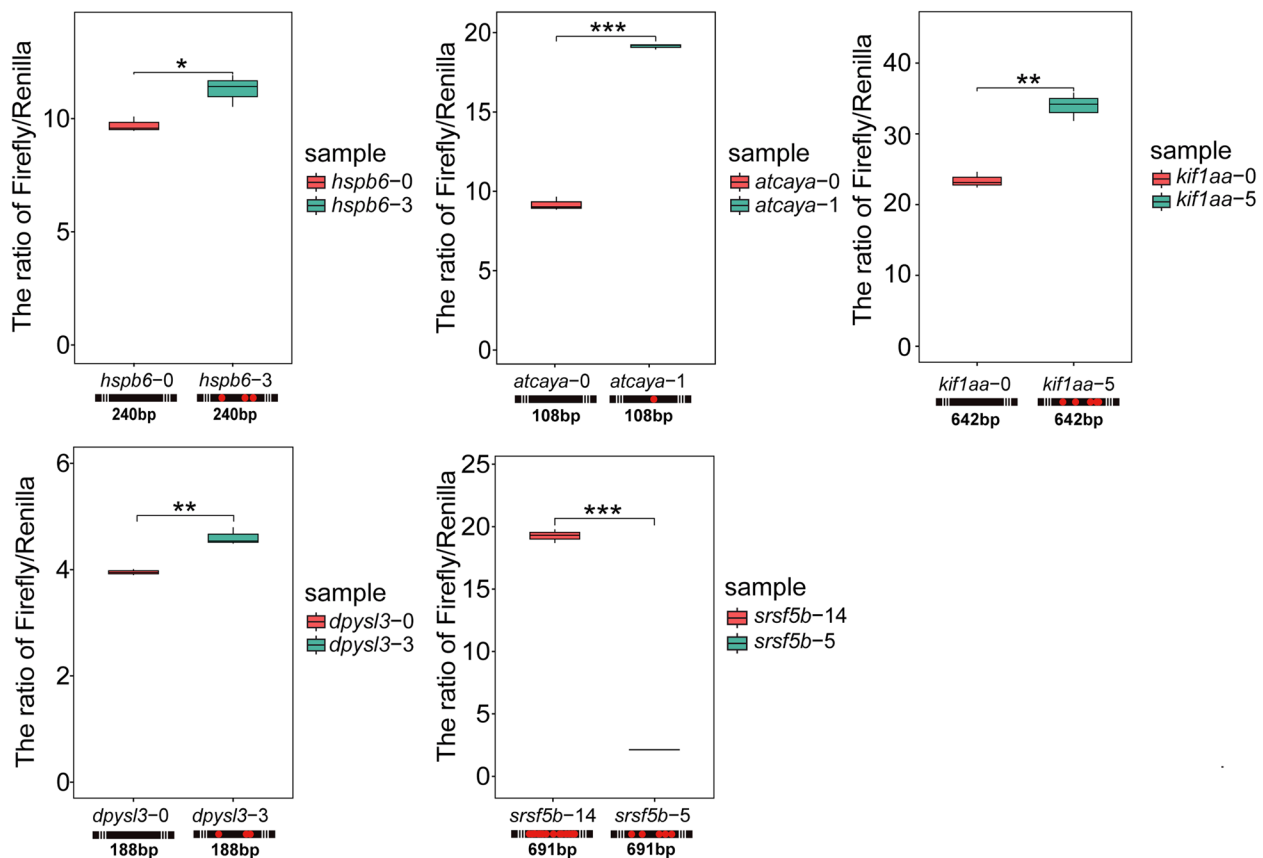 The ratio of Firefly/Renilla
10
5
0
*
sample
hspb6−0
hspb6−3
hspb6−0 hspb6−3
240bp 240bp
The ratio of Firefly/Renilla
20
15
10
5
0
***
sample
atcaya−0
atcaya−1
atcaya−0 atcaya−1
108bp 108bp
The ratio of Firefly/Renilla
40
30
20
10
0
**
sample
kif1aa−0
kif1aa−5
kif1aa−0 kif1aa−5
642bp 642bp
The ratio of Firefly/Renilla
6
4
2
0
**
sample
dpysl3−0
dpysl3−3
dpysl3−0 dpysl3−3
188bp 188bp
The ratio of Firefly/Renilla
25
20
15
10
5
0
***
sample
srsf5b−14
srsf5b−5
srsf5b−14 srsf5b−5
691bp 691bp